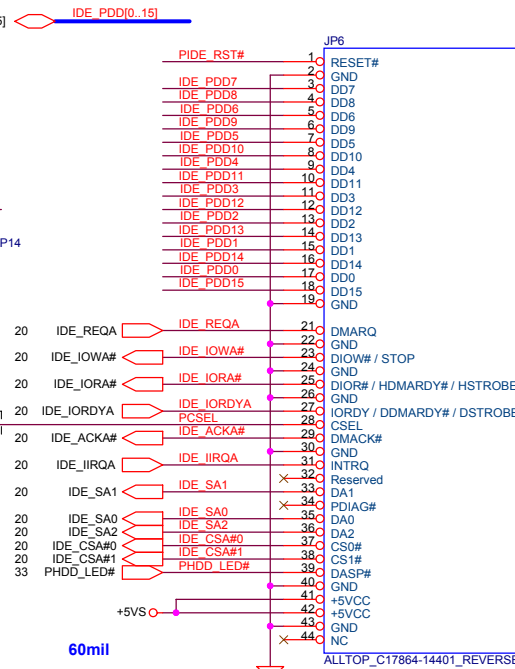 5]
IDE_PDD[0..15]
JP6
PIDE_RST# 1 RESET#
2 GND
IDE_PDD7 3 DD7
IDE_PDD8 4 DD8
IDE_PDD6 5 DD6
IDE_PDD9 6 DD9
IDE_PDD5 7 DD5
IDE_PDD10 8 DD10
IDE_PDD4 9 DD4
IDE_PDD11 10 DD11
IDE_PDD3 11 DD3
IDE_PDD12 12 DD12
IDE_PDD2 13 DD2
IDE_PDD13 14 DD13
P14
IDE_PDD1 15 DD1
IDE_PDD14 16 DD14
IDE_PDD0 17 DD0
IDE_PDD15 18 DD15
19 GND
20 IDE_REQA IDE_REQA 21 DMARQ
22 GND
20 IDE_IOWA# IDE_IOWA# 23 DIOW# / STOP
24 GND
20 IDE_IORA# IDE_IORA# 25 DIOR# / HDMARDY# / HSTROBE
26 GND
20 IDE_IORDYA IDE_IORDYA 27 IORDY / DDMARDY# / DSTROBE
PCSEL 28 CSEL
20 IDE_ACKA# IDE_ACKA# 29 DMACK#
30 GND
20 IDE_IIRQA IDE_IIRQA 31 INTRQ
32 Reserved
20 IDE_SA1 IDE_SA1 33 DA1
34 PDIAG#
20 IDE_SA0 IDE_SA0 35 DA0
20 IDE_SA2 IDE_SA2 36 DA2
20 IDE_CSA#0 IDE_CSA#0 37 CS0#
20 IDE_CSA#1 IDE_CSA#1 38 CS1#
33 PHDD_LED# PHDD_LED# 39 DASP#
40 GND
41 +5VCC
+5VS 42 +5VCC
43 GND
44 NC
60mil
ALLTOP_C17864-14401_REVERSE